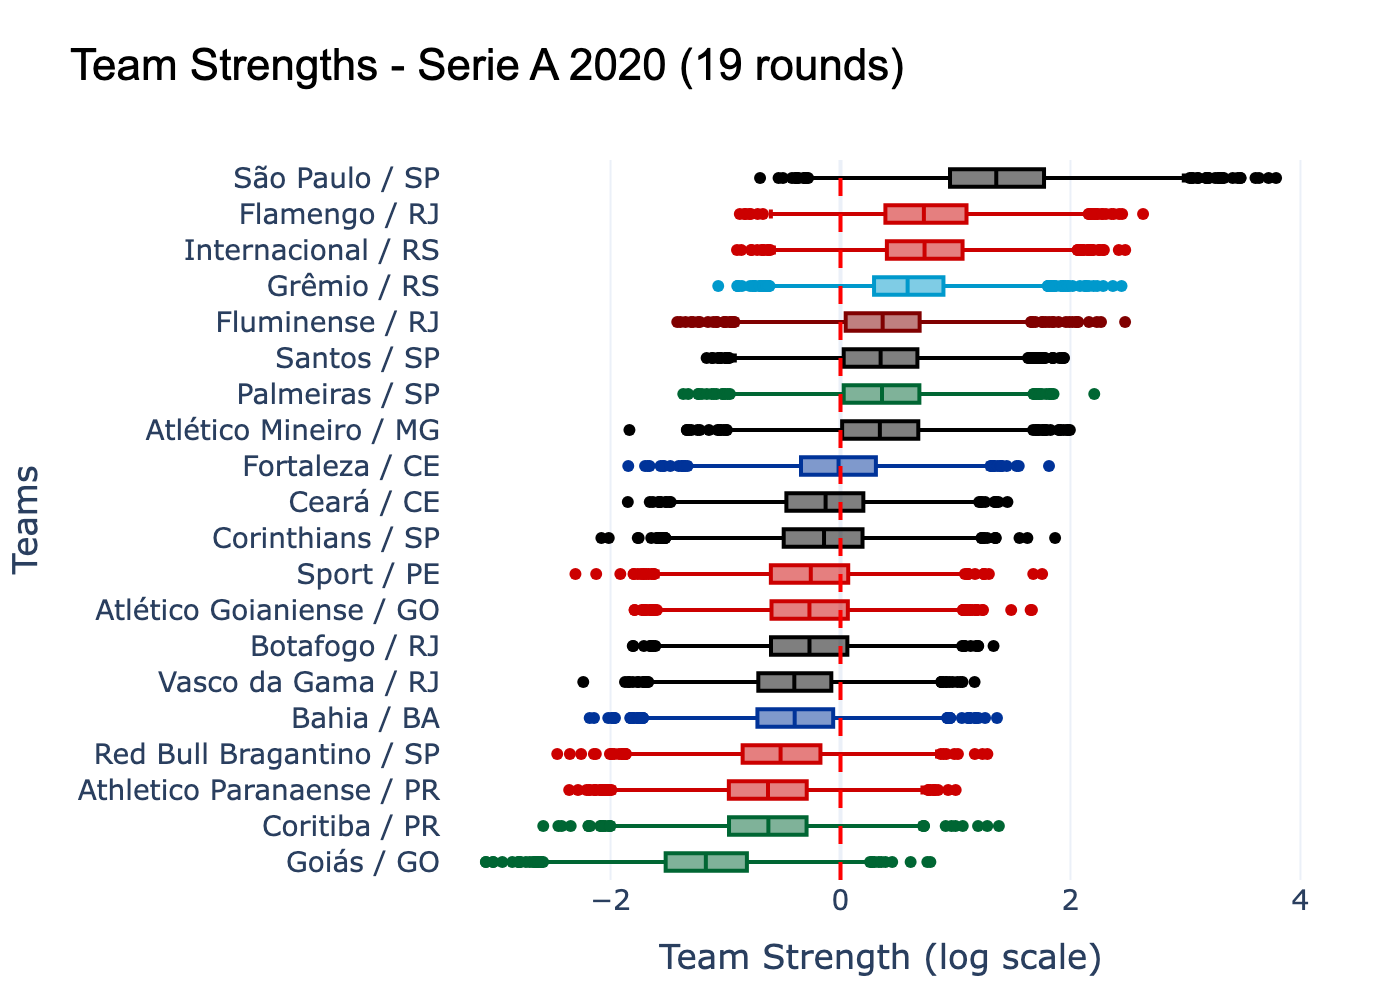 Team Strengths - Serie A 2020 (19 rounds)
São Paulo / SP
Flamengo / RJ
Internacional / RS
Grêmio / RS
Fluminense / RJ
Santos / SP
Palmeiras / SP
Atlético Mineiro / MG
Fortaleza / CE
Ceará / CE
Corinthians / SP
Sport / PE
Atlético Goianiense / GO
Botafogo / RJ
Vasco da Gama / RJ
Bahia / BA
Red Bull Bragantino / SP
Athletico Paranaense / PR
Coritiba / PR
Goiás / GO
Teams
−2 0 2 4
Team Strength (log scale)